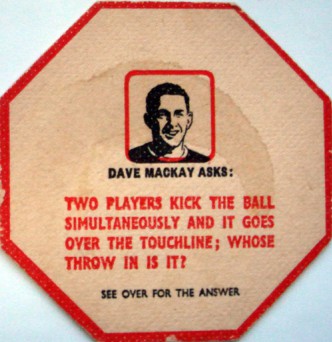 DAVE MACKAY ASKS:
TWO PLAYERS KICK THE BALL
SIMULTANEOUSLY AND IT GOES
OVER THE TOUCHLINE; WHOSE
THROW IN IS IT?
SEE OVER FOR THE ANSWER